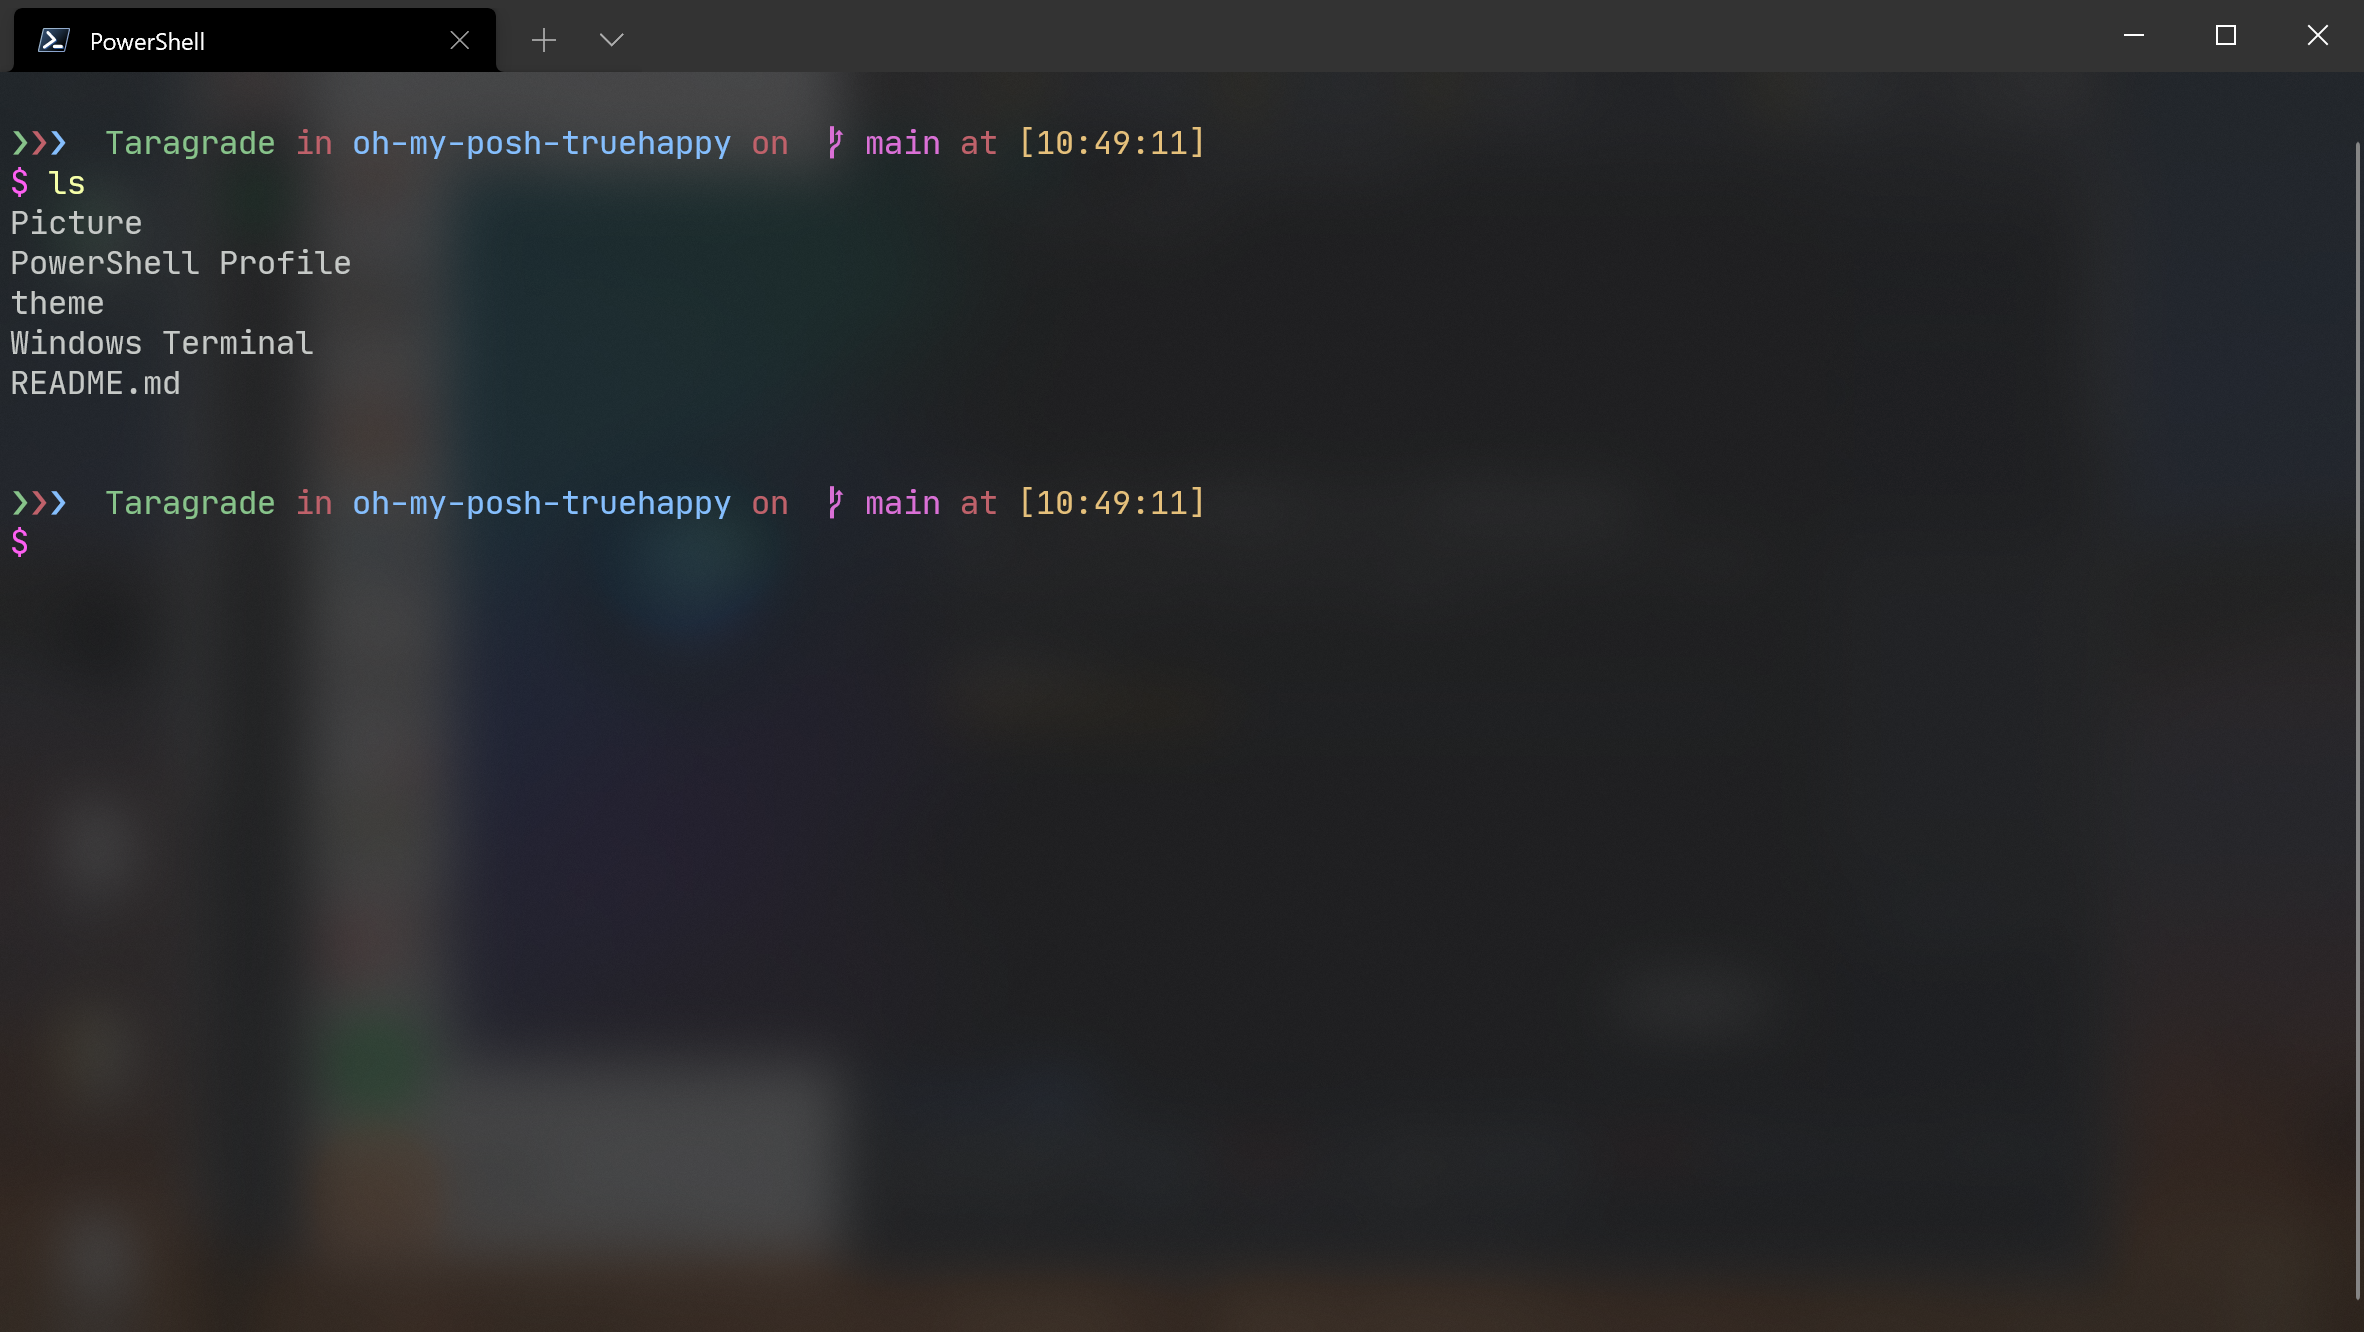 PowerShell
❯❯❯ Taragrade in oh-my-posh-truehappy on  main at [10:49:11]
$ ls
Picture
PowerShell Profile
theme
Windows Terminal
README.md
❯❯❯ Taragrade in oh-my-posh-truehappy on  main at [10:49:11]
$